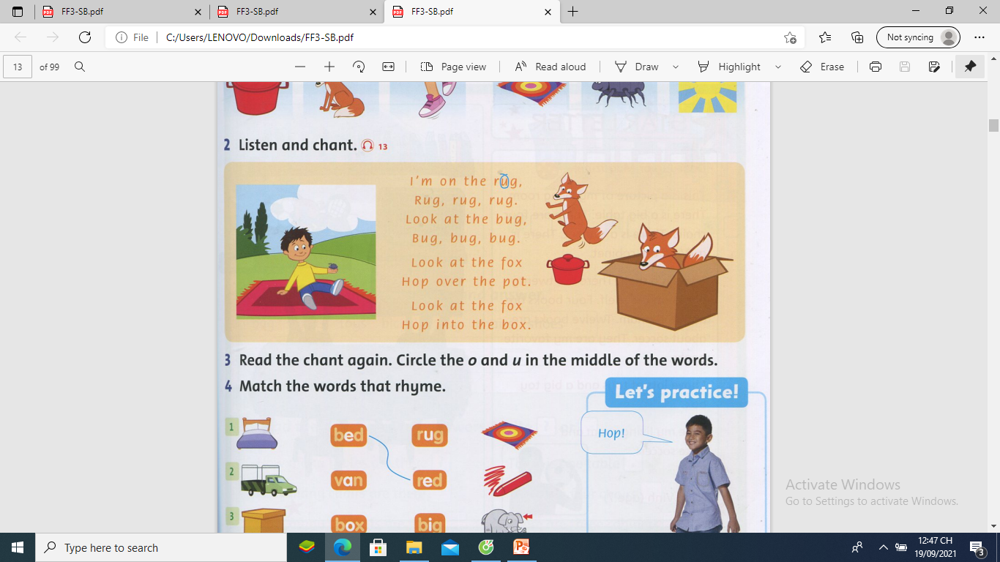 FF3-SB.pdf
FF3-SB.pdf
FF3-SB.pdf
File
C:/Users/LENOVO/Downloads/FF3-SB.pdf
Not syncing
13
of 99
Page view
Read aloud
Draw
Highlight
Erase
2 Listen and chant. 13
I'm on the rug,
Rug, rug, rug.
Look at the bug,
Bug, bug, bug.
Look at the fox
Hop over the pot.
Look at the fox
Hop into the box.
3 Read the chant again. Circle the o and u in the middle of the words.
4 Match the words that rhyme.
Let's practice!
Hop!
1 bed rug
2 van red
3 box big
Activate Windows
Go to Settings to activate Windows.
Type here to search
12:47 CH
19/09/2021
3